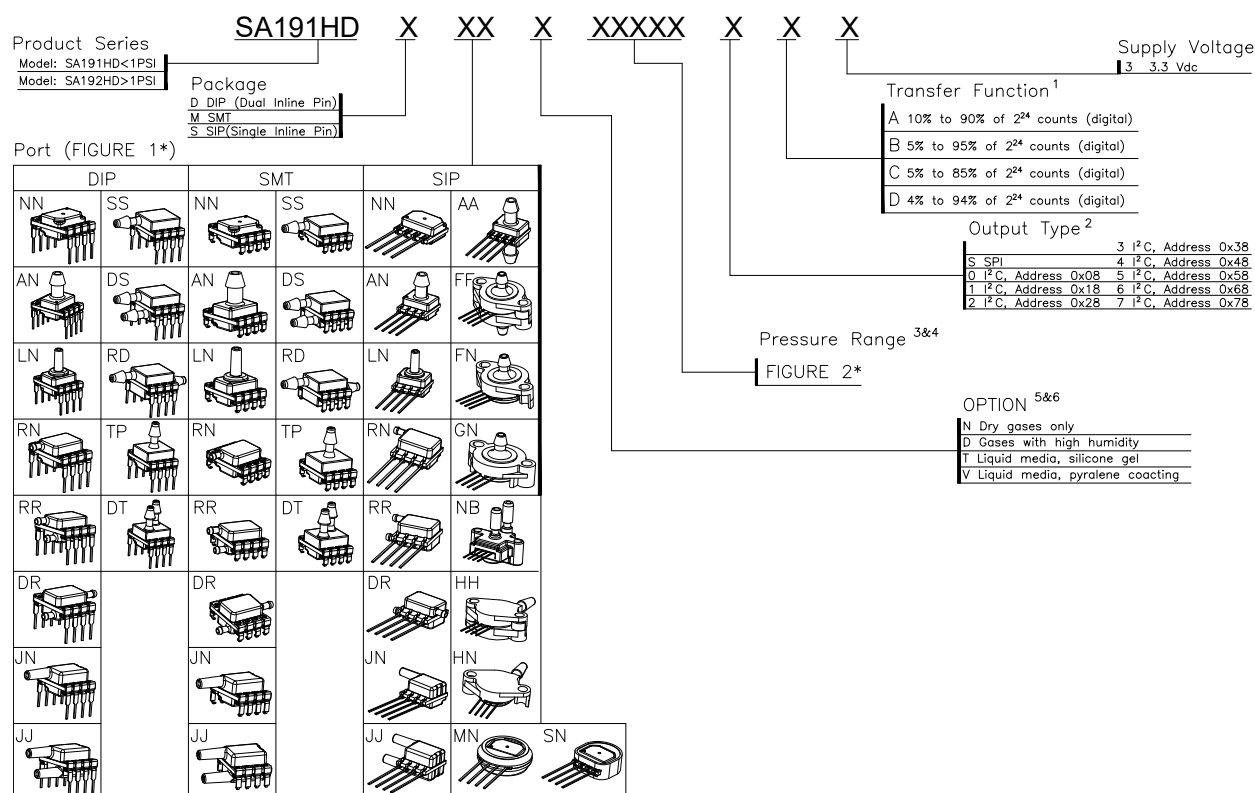 SA191HD X XX X XXXXX X X X
Product Series
Model: SA191HD<1PSI
Model: SA192HD>1PSI
Package
D DIP (Dual Inline Pin)
M SMT
S SIP(Single Inline Pin)
Supply Voltage
3 3.3 Vdc
Transfer Function¹
A 10% to 90% of 2²⁴ counts (digital)
B 5% to 95% of 2²⁴ counts (digital)
C 5% to 85% of 2²⁴ counts (digital)
D 4% to 94% of 2²⁴ counts (digital)
Output Type²
3 I²C, Address 0x38
S SPI 4 I²C, Address 0x48
0 I²C, Address 0x08 5 I²C, Address 0x58
1 I²C, Address 0x18 6 I²C, Address 0x68
2 I²C, Address 0x28 7 I²C, Address 0x78
Pressure Range ³&⁴
FIGURE 2*
OPTION ⁵&⁶
N Dry gases only
D Gases with high humidity
T Liquid media, silicone gel
V Liquid media, pyralene coacting
Port (FIGURE 1*)
DIP SMT SIP
NN SS NN SS NN AA
AN DS AN DS AN FF
LN RD LN RD LN FN
RN TP RN TP RN GN
RR DT RR DT RR NB
DR DR DR HH
JN JN JN HN
JJ JJ JJ MN SN